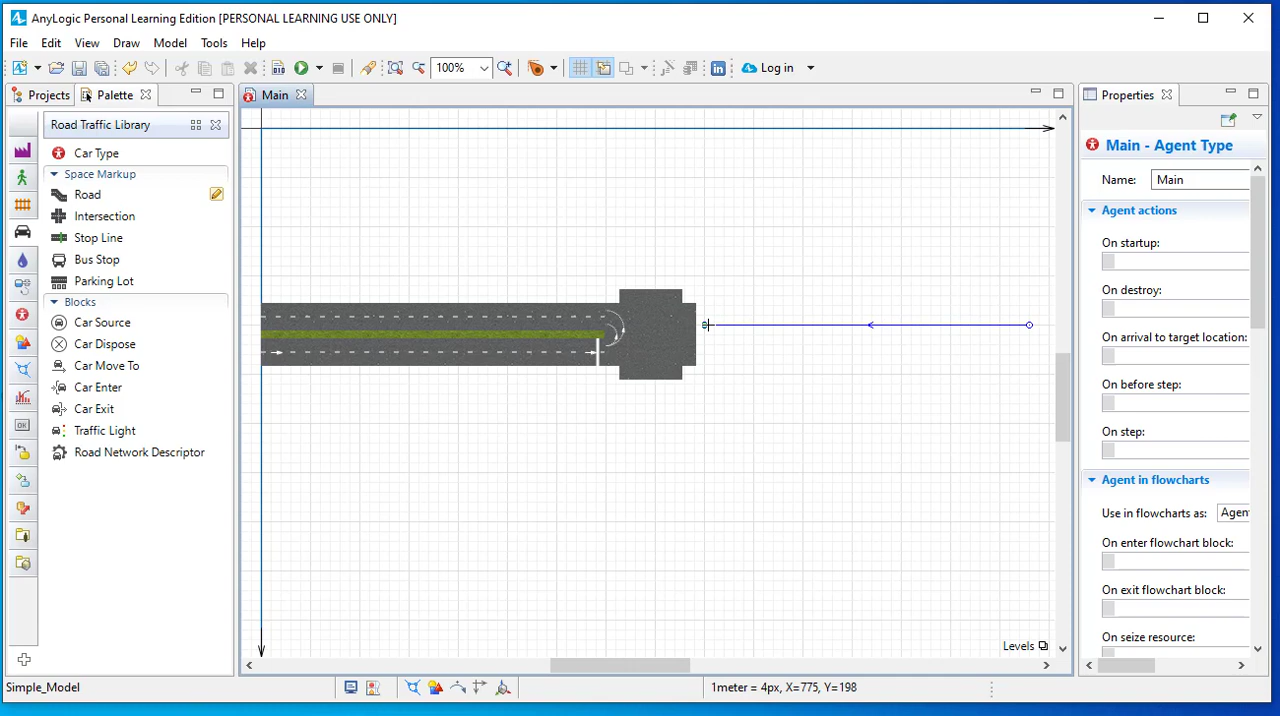 AnyLogic Personal Learning Edition [PERSONAL LEARNING USE ONLY]
File Edit View Draw Model Tools Help
100% Log in
Projects Palette Main Properties
Road Traffic Library
Car Type
Space Markup
Road
Intersection
Stop Line
Bus Stop
Parking Lot
Blocks
Car Source
Car Dispose
Car Move To
Car Enter
Car Exit
Traffic Light
Road Network Descriptor
Levels
Main - Agent Type
Name: Main
Agent actions
On startup:
On destroy:
On arrival to target location:
On before step:
On step:
Agent in flowcharts
Use in flowcharts as: Agen
On enter flowchart block:
On exit flowchart block:
On seize resource:
Simple_Model 1meter = 4px, X=775, Y=198